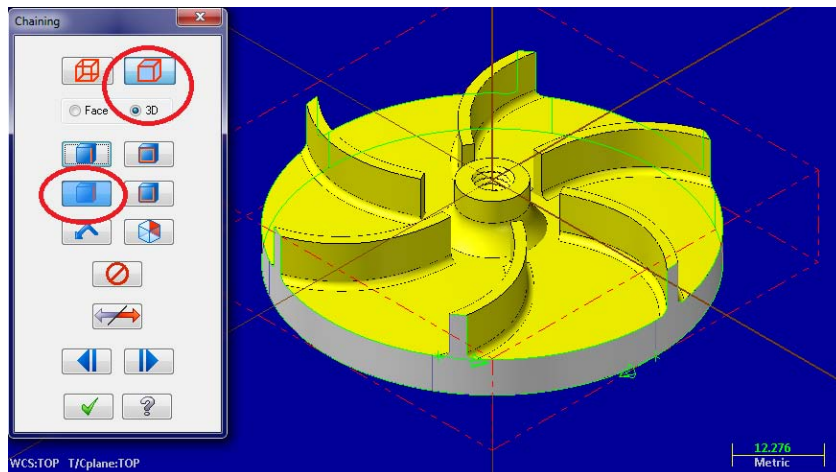 Chaining
Face 3D
WCS:TOP T/Cplane:TOP
12.276
Metric